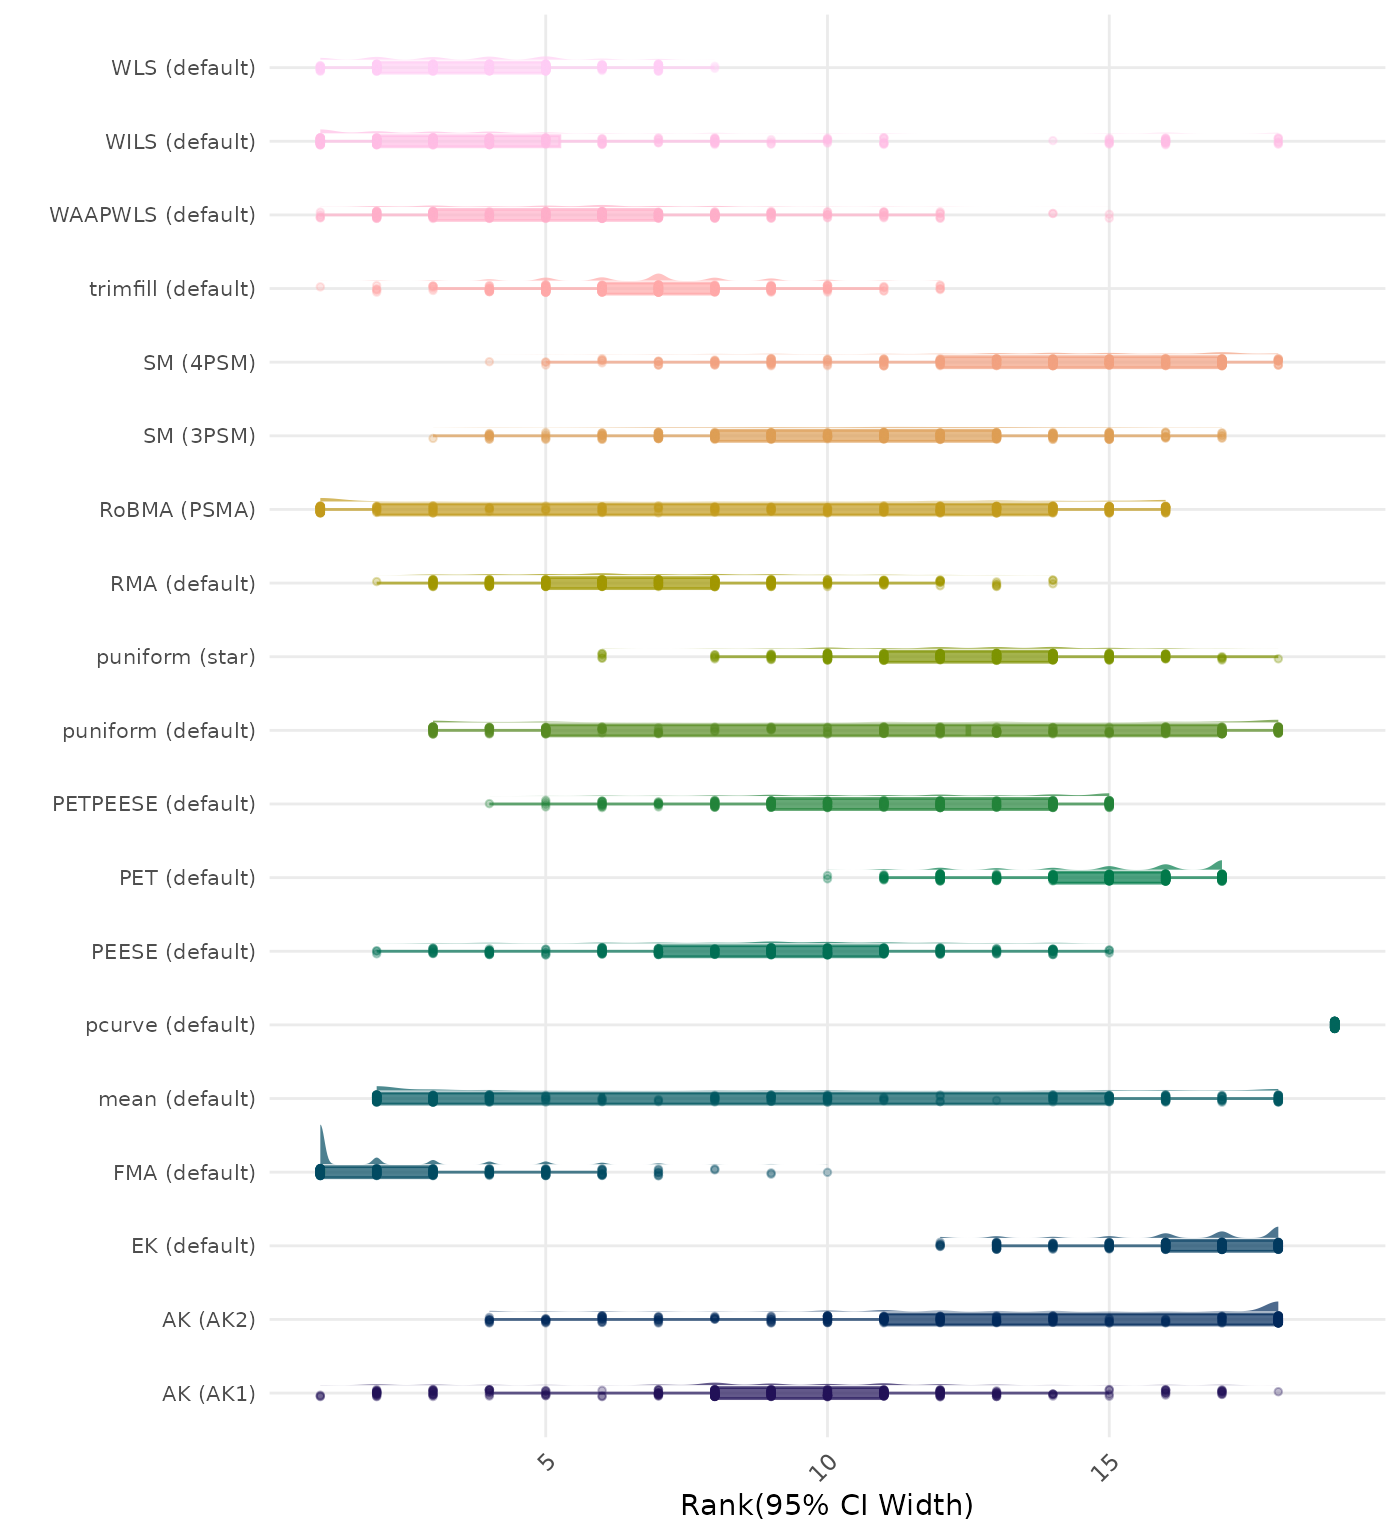 WLS (default)
WILS (default)
WAAPWLS (default)
trimfill (default)
SM (4PSM)
SM (3PSM)
RoBMA (PSMA)
RMA (default)
puniform (star)
puniform (default)
PETPEESE (default)
PET (default)
PEESE (default)
pcurve (default)
mean (default)
FMA (default)
EK (default)
AK (AK2)
AK (AK1)
5 10 15
Rank(95% CI Width)